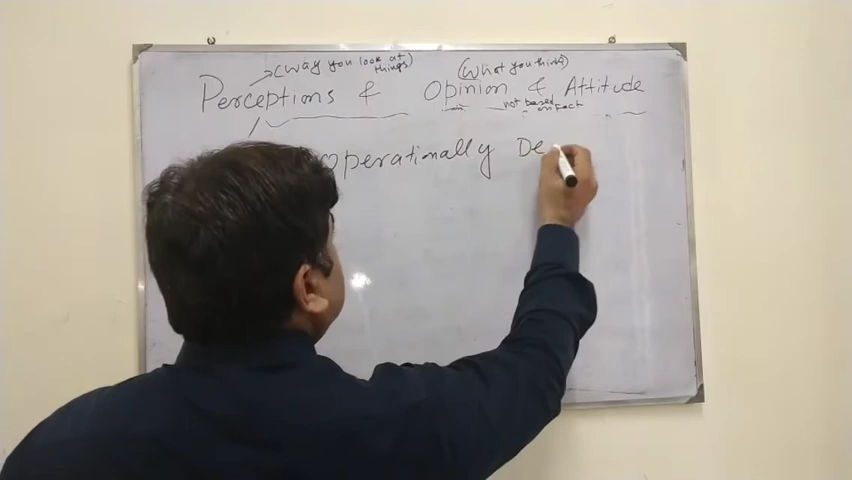 (way you look at
things)
(What you think)
Perceptions & Opinion & Attitude
not based
on fact
Operationally De